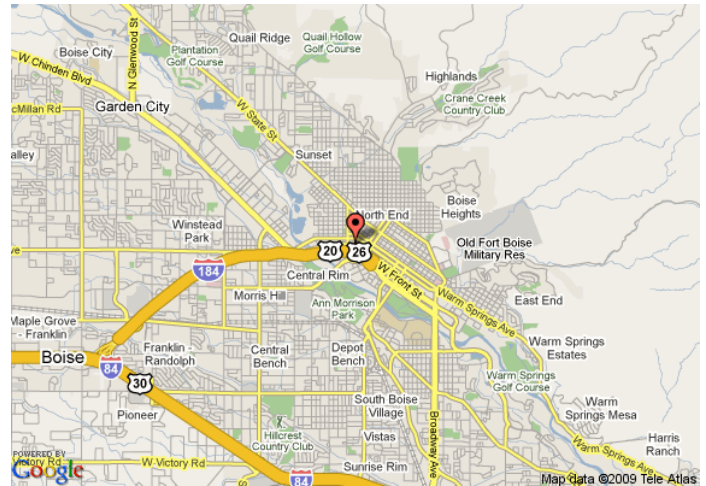 Quail Ridge
Quail Hollow
Golf Course
Plantation
Golf Course
N Glenwood St
Boise City
W Chinden Blvd
Highlands
Crane Creek
Country Club
Garden City
McMillan Rd
W State St
Sunset
alley
Boise
Heights
North End
Winstead
Park
Old Fort Boise
Military Res
20
26
184
Central Rim
W Front St
Morris Hill
Ann Morrison
Park
East End
Warm Springs Ave
Maple Grove
- Franklin
Warm Springs
Estates
Boise
84
Franklin -
Randolph
Central
Bench
Depot
Bench
30
Warm Springs
Golf Course
Pioneer
South Boise
Village
Broadway Ave
Warm
Springs Mesa
Hillcrest
Country Club
Vistas
Harris
Ranch
Warm Springs Ave
POWERED BY
Google
Victory Rd
W-Victory Rd
Sunrise Rim
84
Map data ©2009 Tele Atlas